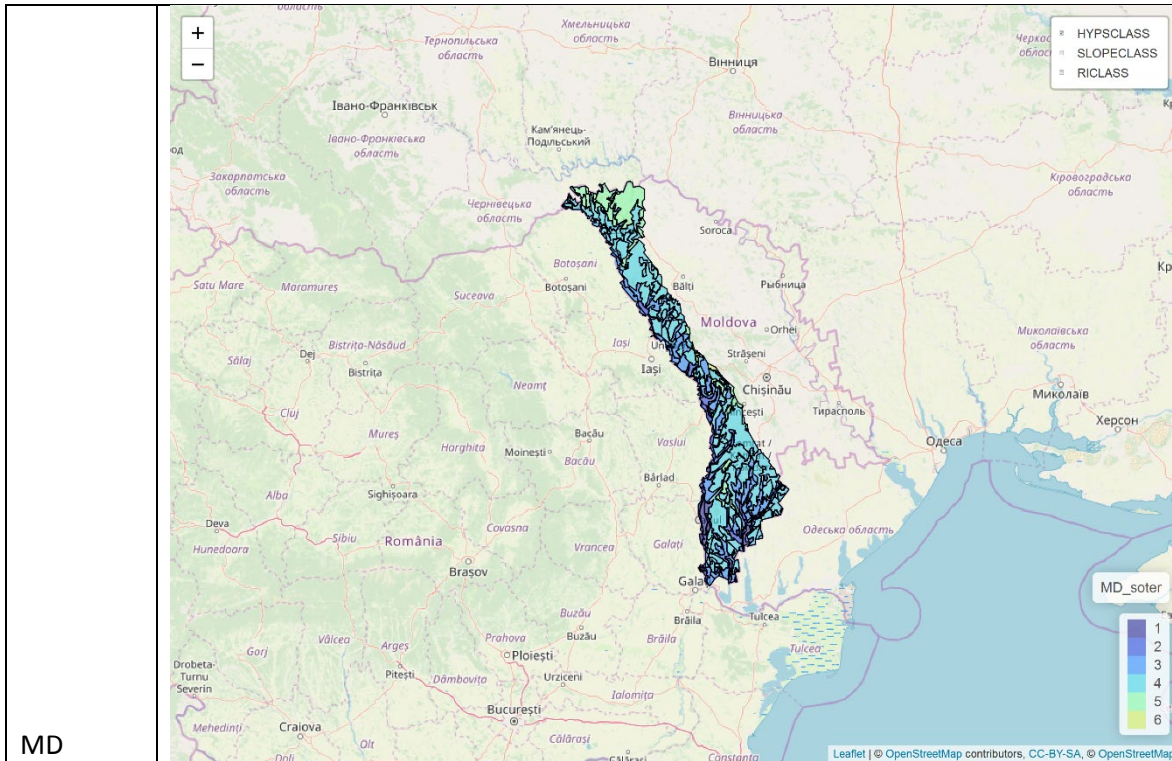 MD
+
−
HYPSCLASS
SLOPECLASS
RICLASS
Хмельницька
область
Тернопільська
область
Вінниця
Івано-Франківськ
Вінницька
область
Кам'янець-
Подільський
Івано-Франківська
область
Закарпатська
область
Кіровоградська
область
Чернівецька
область
Soroca
Botoșani
Botoșani
Bălți
Рыбница
Satu Mare
Maramureș
Suceava
Moldova
Orhei
Миколаївська
область
Bistrița-Năsăud
Iași
Strășeni
Sălaj
Dej
Bistrița
Iași
Neamț
Chișinău
Миколаїв
Cluj
Тирасполь
Херсон
Mureș
Bacău
Одеса
Harghita
Moinești
Bacău
Vaslui
Alba
Sighișoara
Bârlad
Deva
Covasna
Одеська область
Hunedoara
Sibiu
România
Vrancea
Galați
Brașov
Gala
MD_soter
Buzău
Brăila
Tulcea
Vâlcea
Prahova
Buzău
Brăila
Tulcea
1
2
3
4
5
6
Gorj
Argeș
Ploiești
Drobeta-
Turnu
Severin
Pitești
Dâmbovița
Urziceni
Ialomița
București
Mehedinți
Craiova
Olt
Călărași
Constanța
Leaflet | © OpenStreetMap contributors, CC-BY-SA, © OpenStreetMap